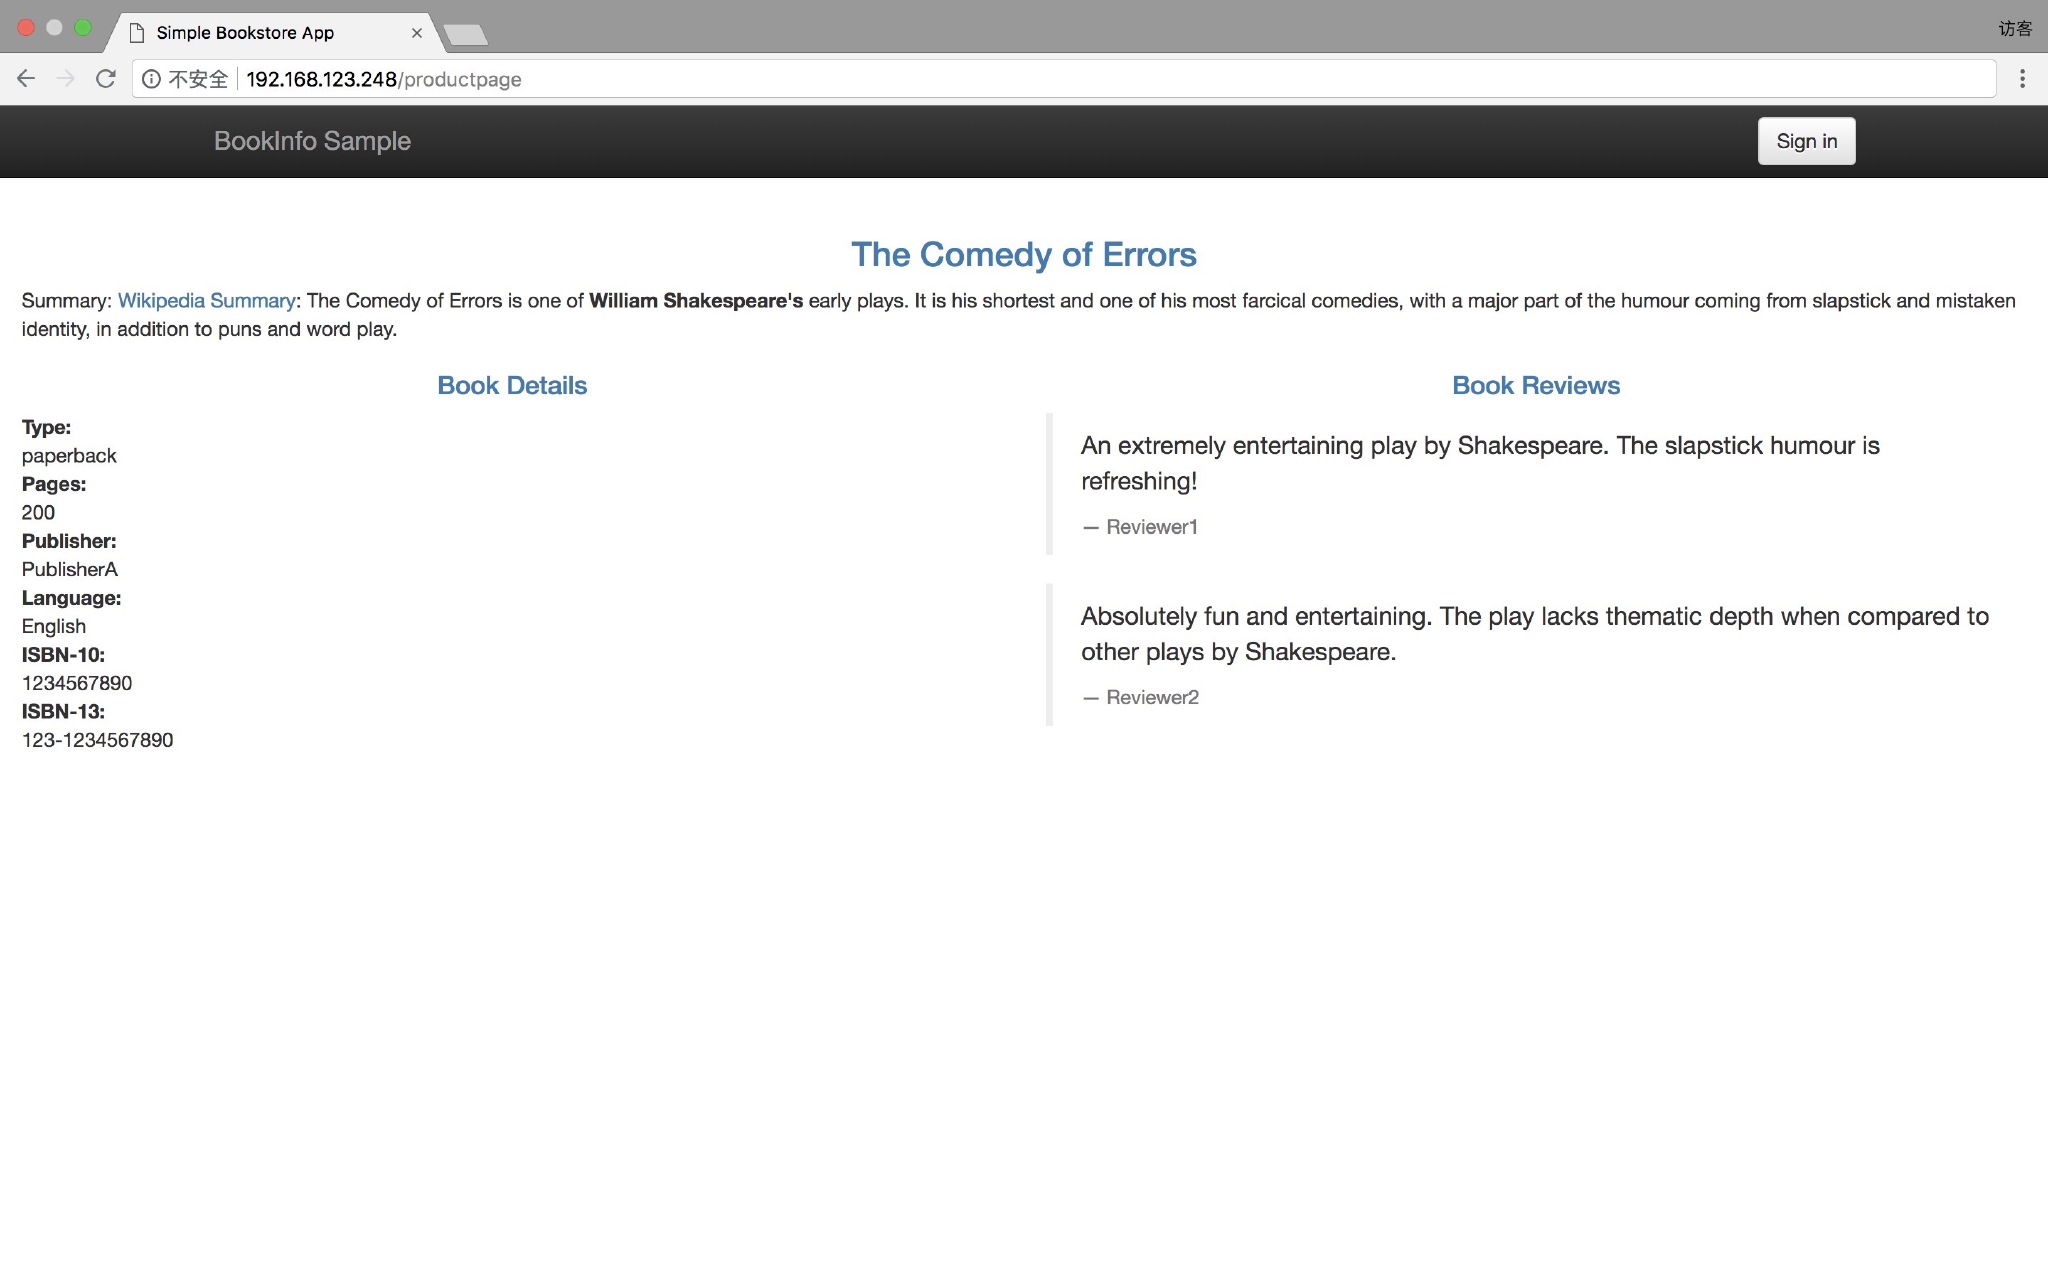 Simple Bookstore App
访客
不安全 192.168.123.248/productpage
BookInfo Sample
Sign in
The Comedy of Errors
Summary: Wikipedia Summary: The Comedy of Errors is one of William Shakespeare's early plays. It is his shortest and one of his most farcical comedies, with a major part of the humour coming from slapstick and mistaken
identity, in addition to puns and word play.
Book Details
Type:
paperback
Pages:
200
Publisher:
PublisherA
Language:
English
ISBN-10:
1234567890
ISBN-13:
123-1234567890
Book Reviews
An extremely entertaining play by Shakespeare. The slapstick humour is
refreshing!
— Reviewer1
Absolutely fun and entertaining. The play lacks thematic depth when compared to
other plays by Shakespeare.
— Reviewer2